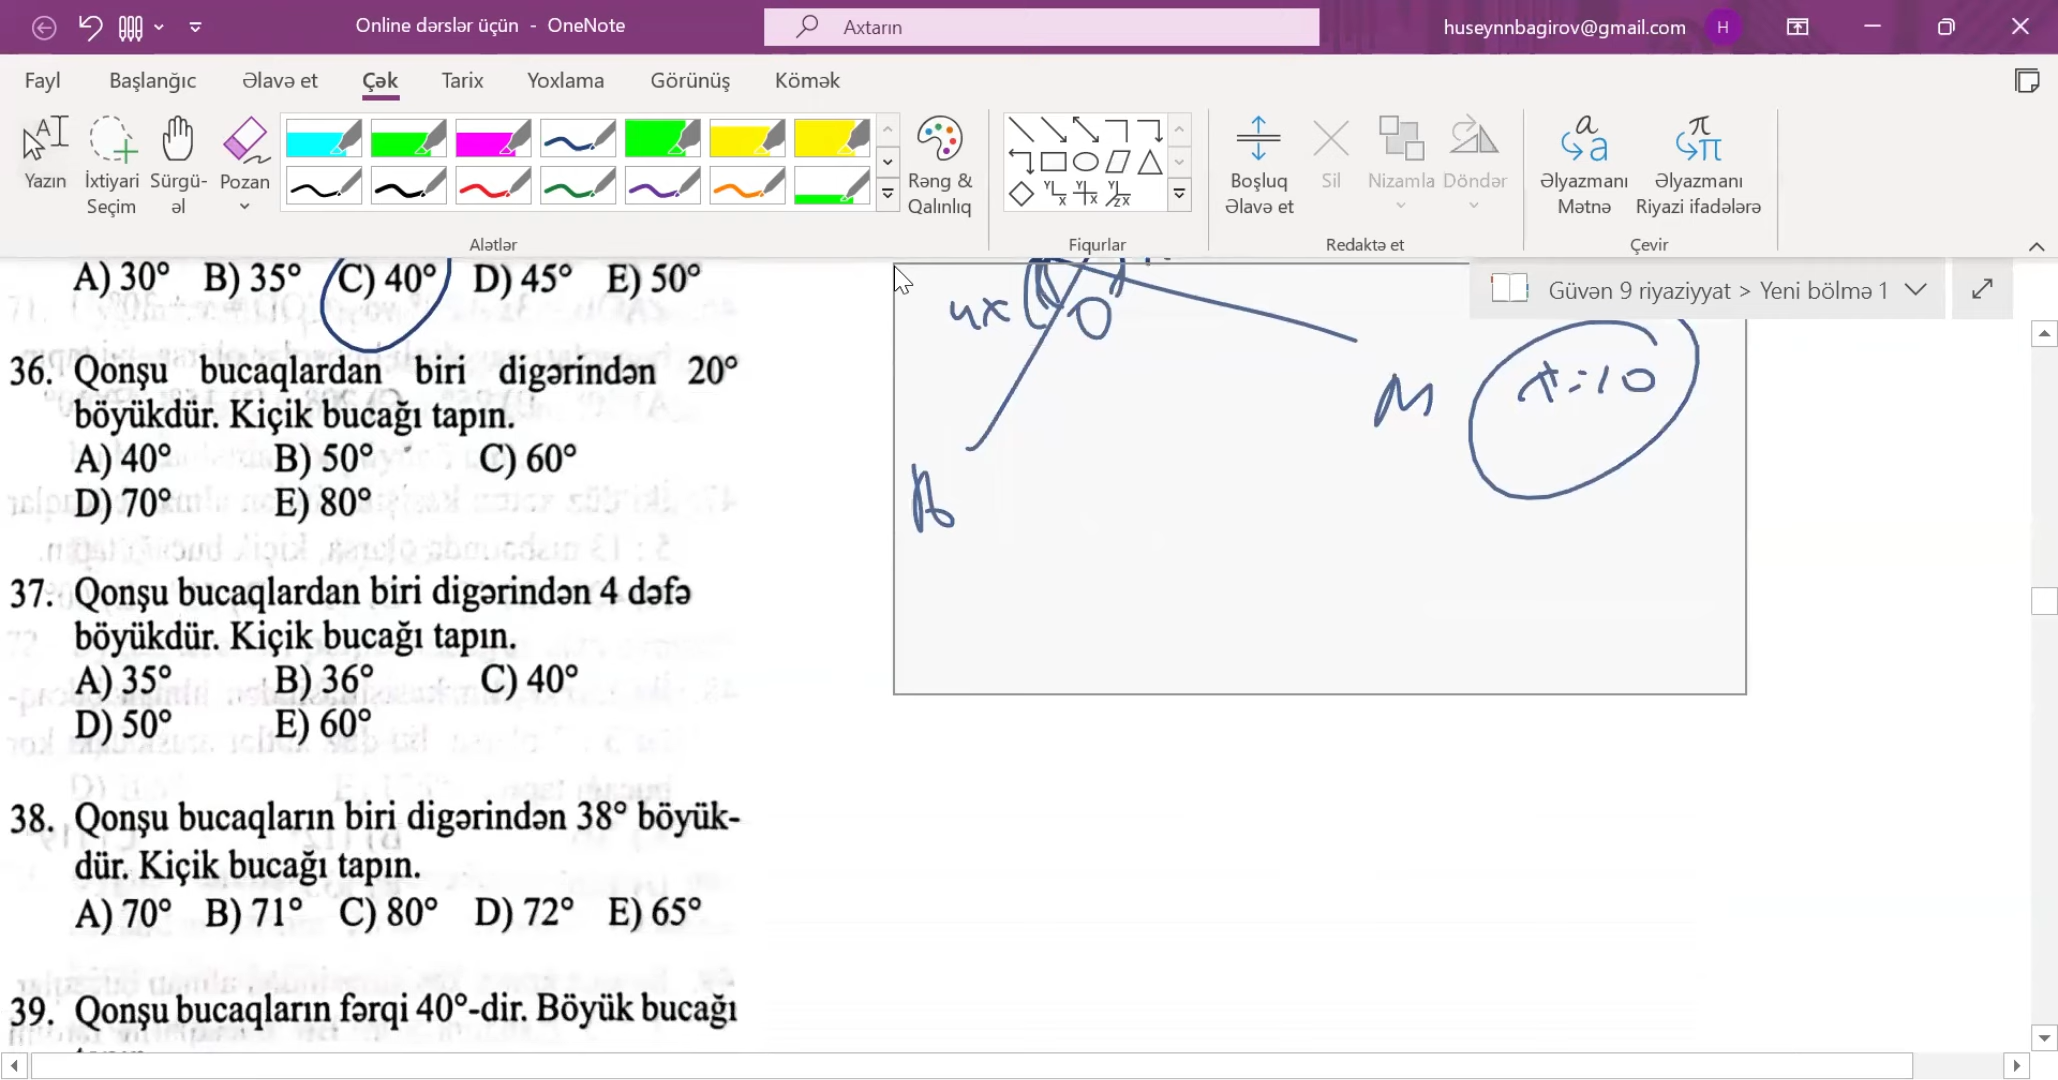 Online dərslər üçün - OneNote
Axtarın
huseynnbagirov@gmail.com
H
Fayl Başlanğıc Əlavə et Çək Tarix Yoxlama Görünüş Kömək
Yazın
İxtiyari Seçim
Sürgü-əl
Pozan
Rəng & Qalınlıq
Boşluq Əlavə et
Sil
Nizamla
Döndər
Əlyazmanı Mətnə
Əlyazmanı Riyazi ifadələrə
Alətlər
Fiqurlar
Redaktə et
Çevir
Güvən 9 riyaziyyat > Yeni bölmə 1
A) 30° B) 35° C) 40° D) 45° E) 50°
36. Qonşu bucaqlardan biri digərindən 20°
böyükdür. Kiçik bucağı tapın.
A) 40° B) 50° C) 60°
D) 70° E) 80°
37. Qonşu bucaqlardan biri digərindən 4 dəfə
böyükdür. Kiçik bucağı tapın.
A) 35° B) 36° C) 40°
D) 50° E) 60°
38. Qonşu bucaqların biri digərindən 38° böyük-
dür. Kiçik bucağı tapın.
A) 70° B) 71° C) 80° D) 72° E) 65°
39. Qonşu bucaqların fərqi 40°-dir. Böyük bucağı
4x
O
M
x=10